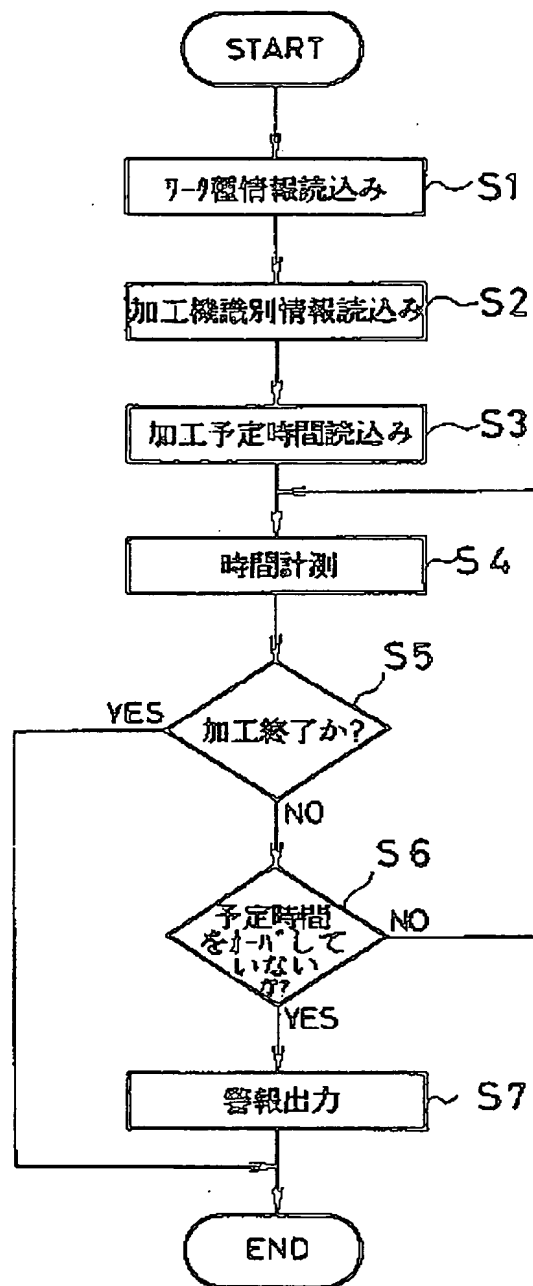 START
ワーク種情報読込み
S1
加工機識別情報読込み
S2
加工予定時間読込み
S3
時間計測
S4
S5
YES
加工終了か?
NO
S6
予定時間
をオーバして
いないか?
NO
YES
警報出力
S7
END